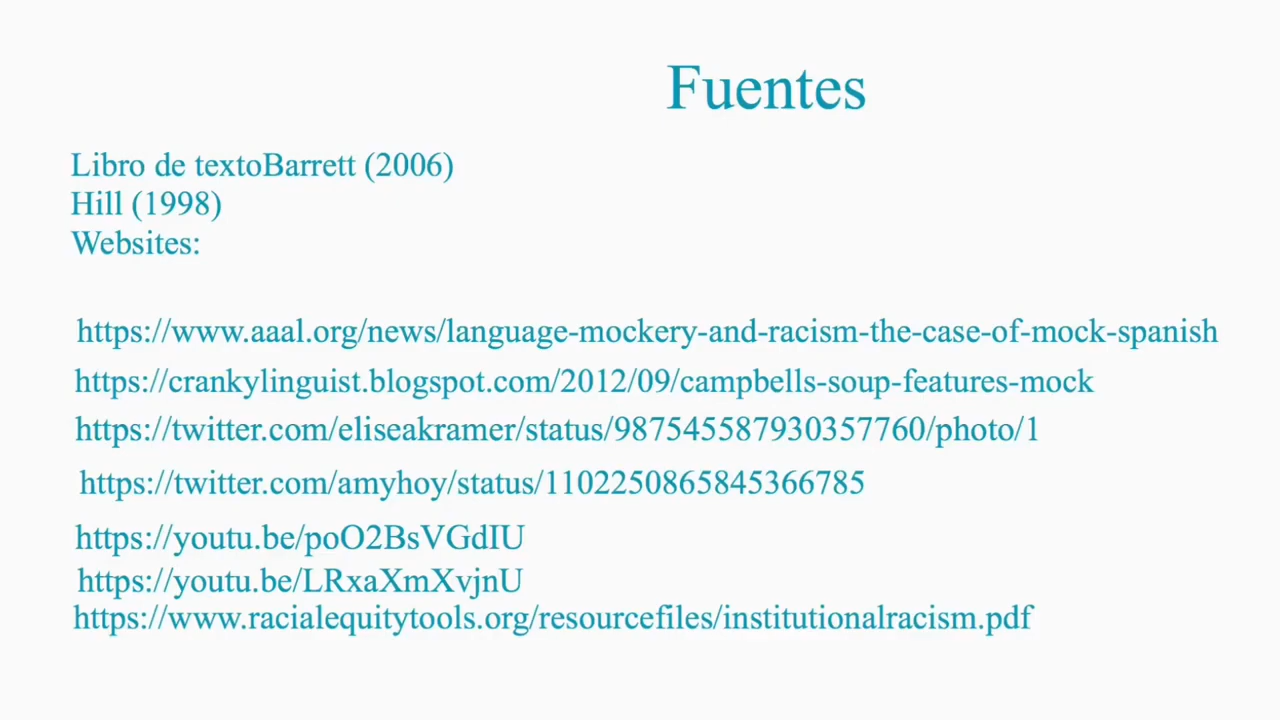 Fuentes
Libro de textoBarrett (2006)
Hill (1998)
Websites:
https://www.aaal.org/news/language-mockery-and-racism-the-case-of-mock-spanish
https://crankylinguist.blogspot.com/2012/09/campbells-soup-features-mock
https://twitter.com/eliseakramer/status/987545587930357760/photo/1
https://twitter.com/amyhoy/status/1102250865845366785
https://youtu.be/poO2BsVGdIU
https://youtu.be/LRxaXmXvjnU
https://www.racialequitytools.org/resourcefiles/institutionalracism.pdf